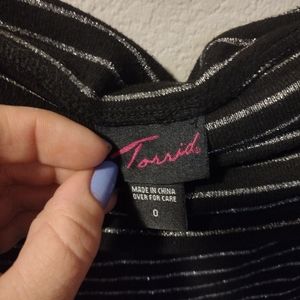 Torrid
MADE IN CHINA
OVER FOR CARE
0